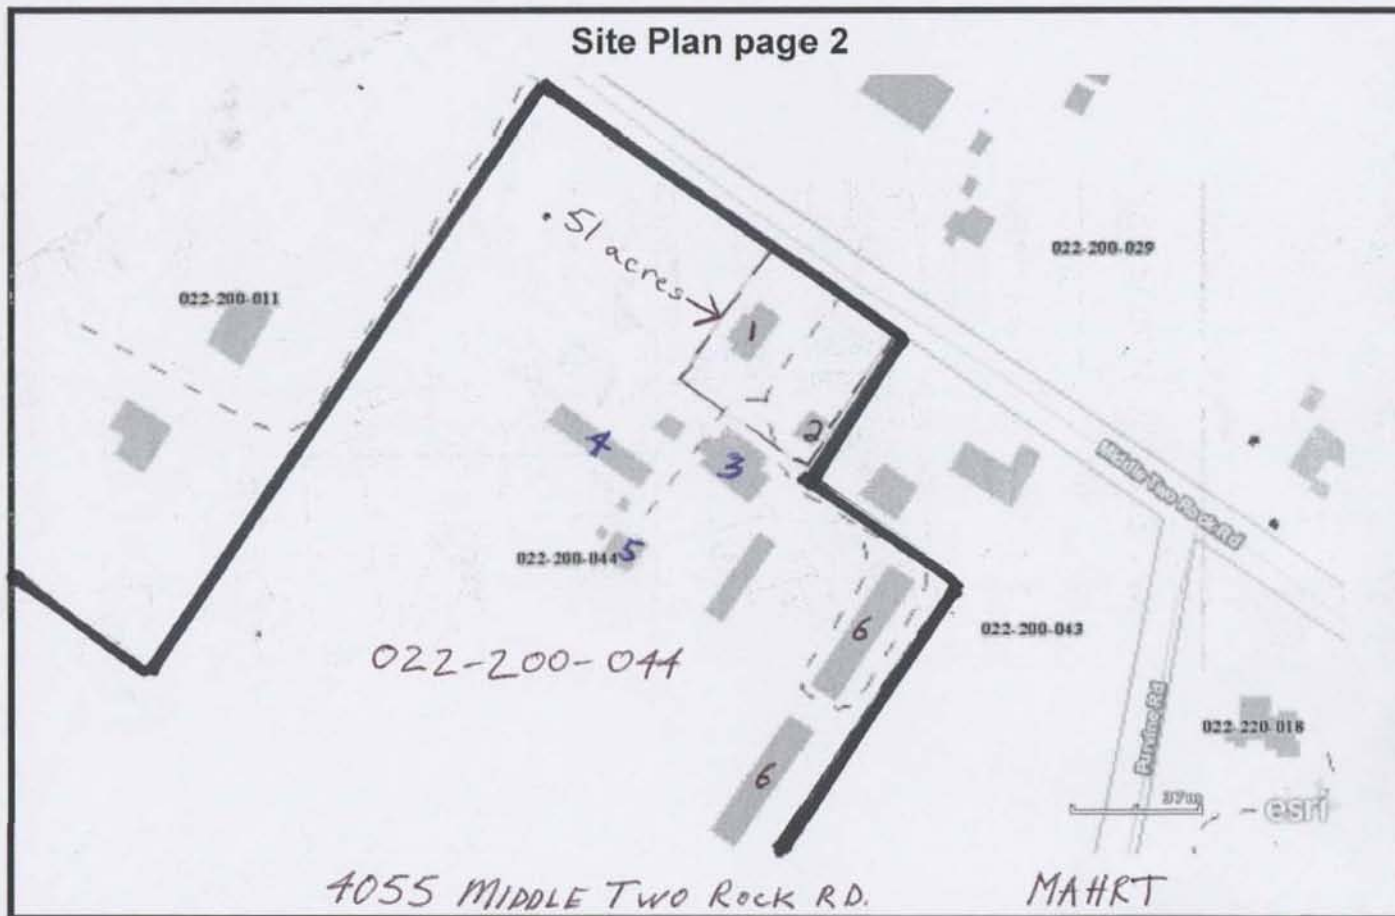 Site Plan page 2
.51 acres
022-200-029
022-200-011
1
2
3
4
Middle Two Rock Rd
022-200-044
5
022-200-043
6
022-200-044
Purvine Rd
022-220-018
6
37m
esri
4055 MIDDLE TWO ROCK RD.
MAHRT